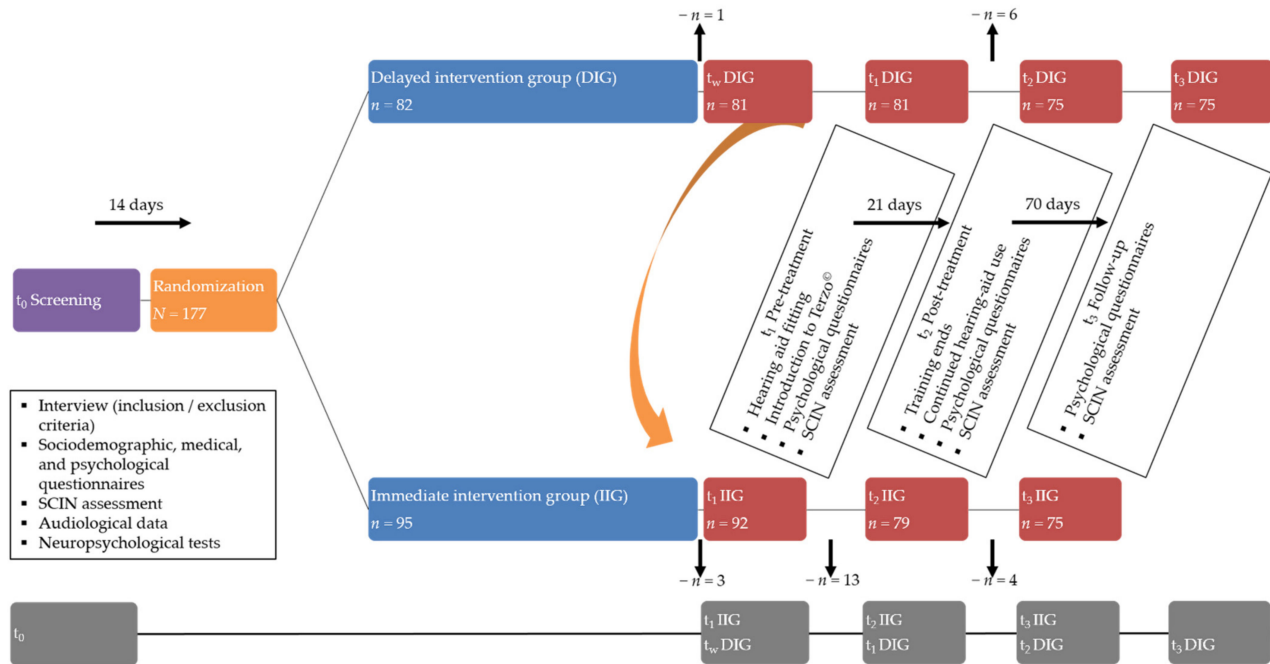 − n = 1
− n = 6
Delayed intervention group (DIG)
n = 82
tw DIG
n = 81
t1 DIG
n = 81
t2 DIG
n = 75
t3 DIG
n = 75
14 days
21 days
70 days
t0 Screening
Randomization
N = 177
t1 Pre-treatment
▪ Hearing aid fitting
▪ Introduction to Terzo©
▪ Psychological questionnaires
▪ SCIN assessment
t2 Post-treatment
▪ Training ends
▪ Continued hearing-aid use
▪ Psychological questionnaires
▪ SCIN assessment
t3 Follow-up
▪ Psychological questionnaires
▪ SCIN assessment
▪ Interview (inclusion / exclusion
criteria)
▪ Sociodemographic, medical,
and psychological
questionnaires
▪ SCIN assessment
▪ Audiological data
▪ Neuropsychological tests
Immediate intervention group (IIG)
n = 95
t1 IIG
n = 92
t2 IIG
n = 79
t3 IIG
n = 75
− n = 3
− n = 13
− n = 4
t0
t1 IIG
tw DIG
t2 IIG
t1 DIG
t3 IIG
t2 DIG
t3 DIG